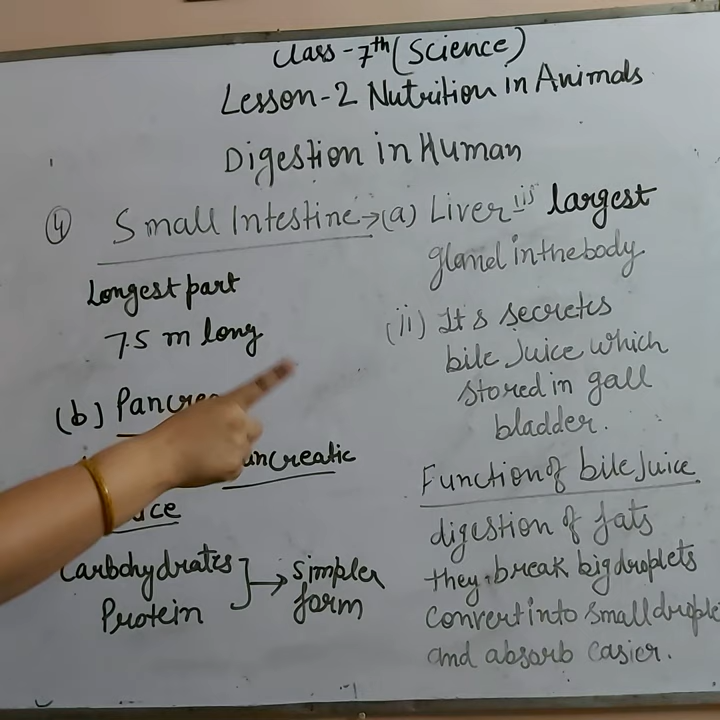 Class-7th (Science)
Lesson-2 Nutrition in Animals
Digestion in Human
④ Small Intestine → (a) Liver (i) is largest
gland in the body
Longest part
7.5 m long
(ii) It s secretes
bile Juice which
stored in gall
bladder.
(b) Pancrea
ancreatic
Carbohydrates ] → simpler
Protein form
Function of bile Juice
digestion of fats
they break big droplets
Convert into small drople
and absorb easier.